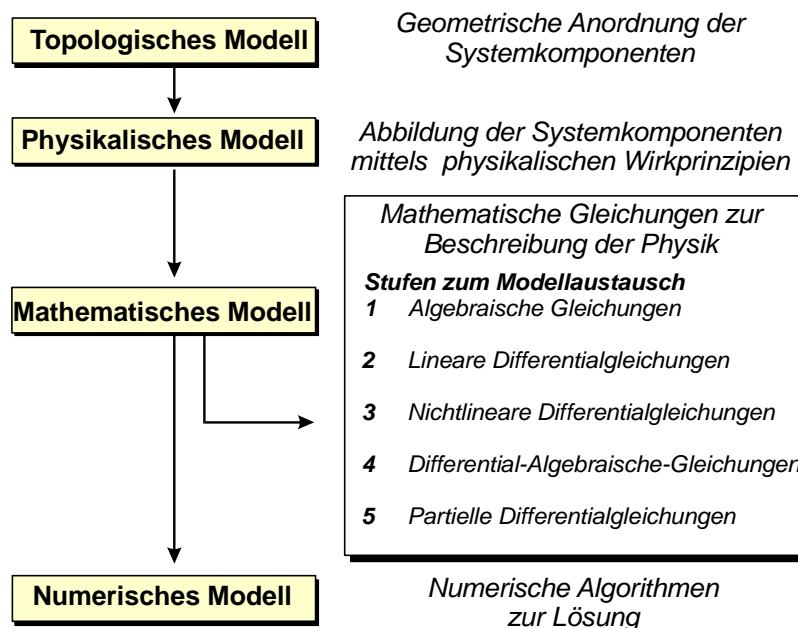 Topologisches Modell
Geometrische Anordnung der
Systemkomponenten
Physikalisches Modell
Abbildung der Systemkomponenten
mittels physikalischen Wirkprinzipien
Mathematische Gleichungen zur
Beschreibung der Physik
Stufen zum Modellaustausch
1 Algebraische Gleichungen
Mathematisches Modell
2 Lineare Differentialgleichungen
3 Nichtlineare Differentialgleichungen
4 Differential-Algebraische-Gleichungen
5 Partielle Differentialgleichungen
Numerisches Modell
Numerische Algorithmen
zur Lösung